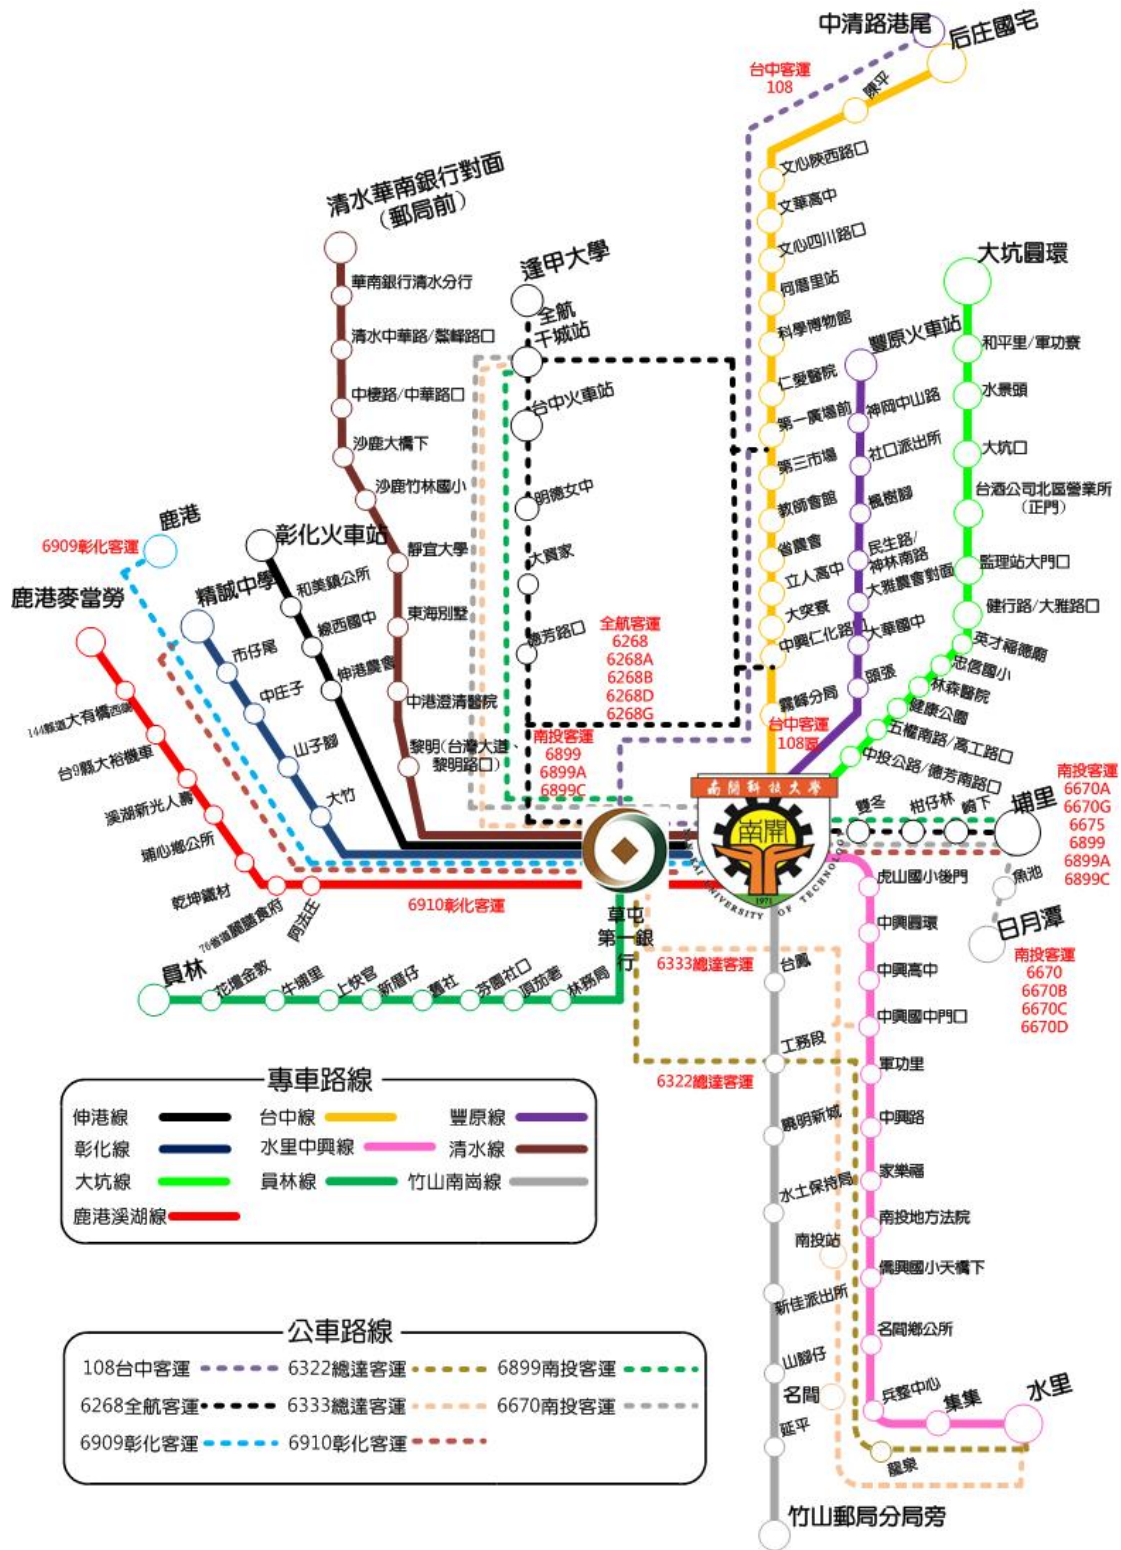 中清路港尾
后庄國宅
台中客運
108
陳平
文心陝西路口
文華高中
文心四川路口
何厝里站
科學博物館
仁愛醫院
第一廣場前
第三市場
教師會館
省農會
立人高中
大突寮
中興仁化路口
霧峰分局
台中客運
108區
清水華南銀行對面
(郵局前)
華南銀行清水分行
清水中華路/鰲峰路口
中棲路/中華路口
沙鹿大橋下
沙鹿竹林國小
靜宜大學
東海別墅
中港澄清醫院
黎明(台灣大道、
黎明路口)
逢甲大學
全航
干城站
台中火車站
明德女中
大買家
德芳路口
全航客運
6268
6268A
6268B
6268D
6268G
南投客運
6899
6899A
6899C
豐原火車站
神岡中山路
社口派出所
楓樹腳
民生路/
神林南路
大雅農會對面
大華國中
頭張
大坑圓環
和平里/軍功寮
水景頭
大坑口
台酒公司北區營業所
(正門)
監理站大門口
健行路/大雅路口
英才福德廟
忠信國小
林森醫院
健康公園
五權南路/高工路口
中投公路/德芳南路口
鹿港
6909彰化客運
彰化火車站
和美鎮公所
線西國中
伸港農會
精誠中學
市仔尾
中庄子
山子腳
大竹
鹿港麥當勞
144縣道大有橋西側
台19縣大裕機車
溪湖新光人壽
埔心鄉公所
乾坤鐵材
76省道麗膳食府
阿法庄
6910彰化客運
員林
花壇金敦
牛埔里
上快官
新厝仔
舊社
芬園社口
頂茄荖
林務局
草屯
第一銀
行
南開科技大學
南開
NAN KAI UNIVERSITY OF TECHNOLOGY
1971
雙冬
柑仔林
崎下
埔里
魚池
日月潭
南投客運
6670A
6670G
6675
6899
6899A
6899C
南投客運
6670
6670B
6670C
6670D
虎山國小後門
中興圓環
中興高中
中興國中門口
軍功里
中興路
家樂福
南投地方法院
僑興國小天橋下
名間鄉公所
兵整中心
集集
水里
龍泉
6333總達客運
6322總達客運
台鳳
工務段
曉明新城
水土保持局
南投站
新佳派出所
山腳仔
名間
延平
竹山郵局分局旁
專車路線
伸港線 台中線 豐原線
彰化線 水里中興線 清水線
大坑線 員林線 竹山南崗線
鹿港溪湖線
公車路線
108台中客運 6322總達客運 6899南投客運
6268全航客運 6333總達客運 6670南投客運
6909彰化客運 6910彰化客運